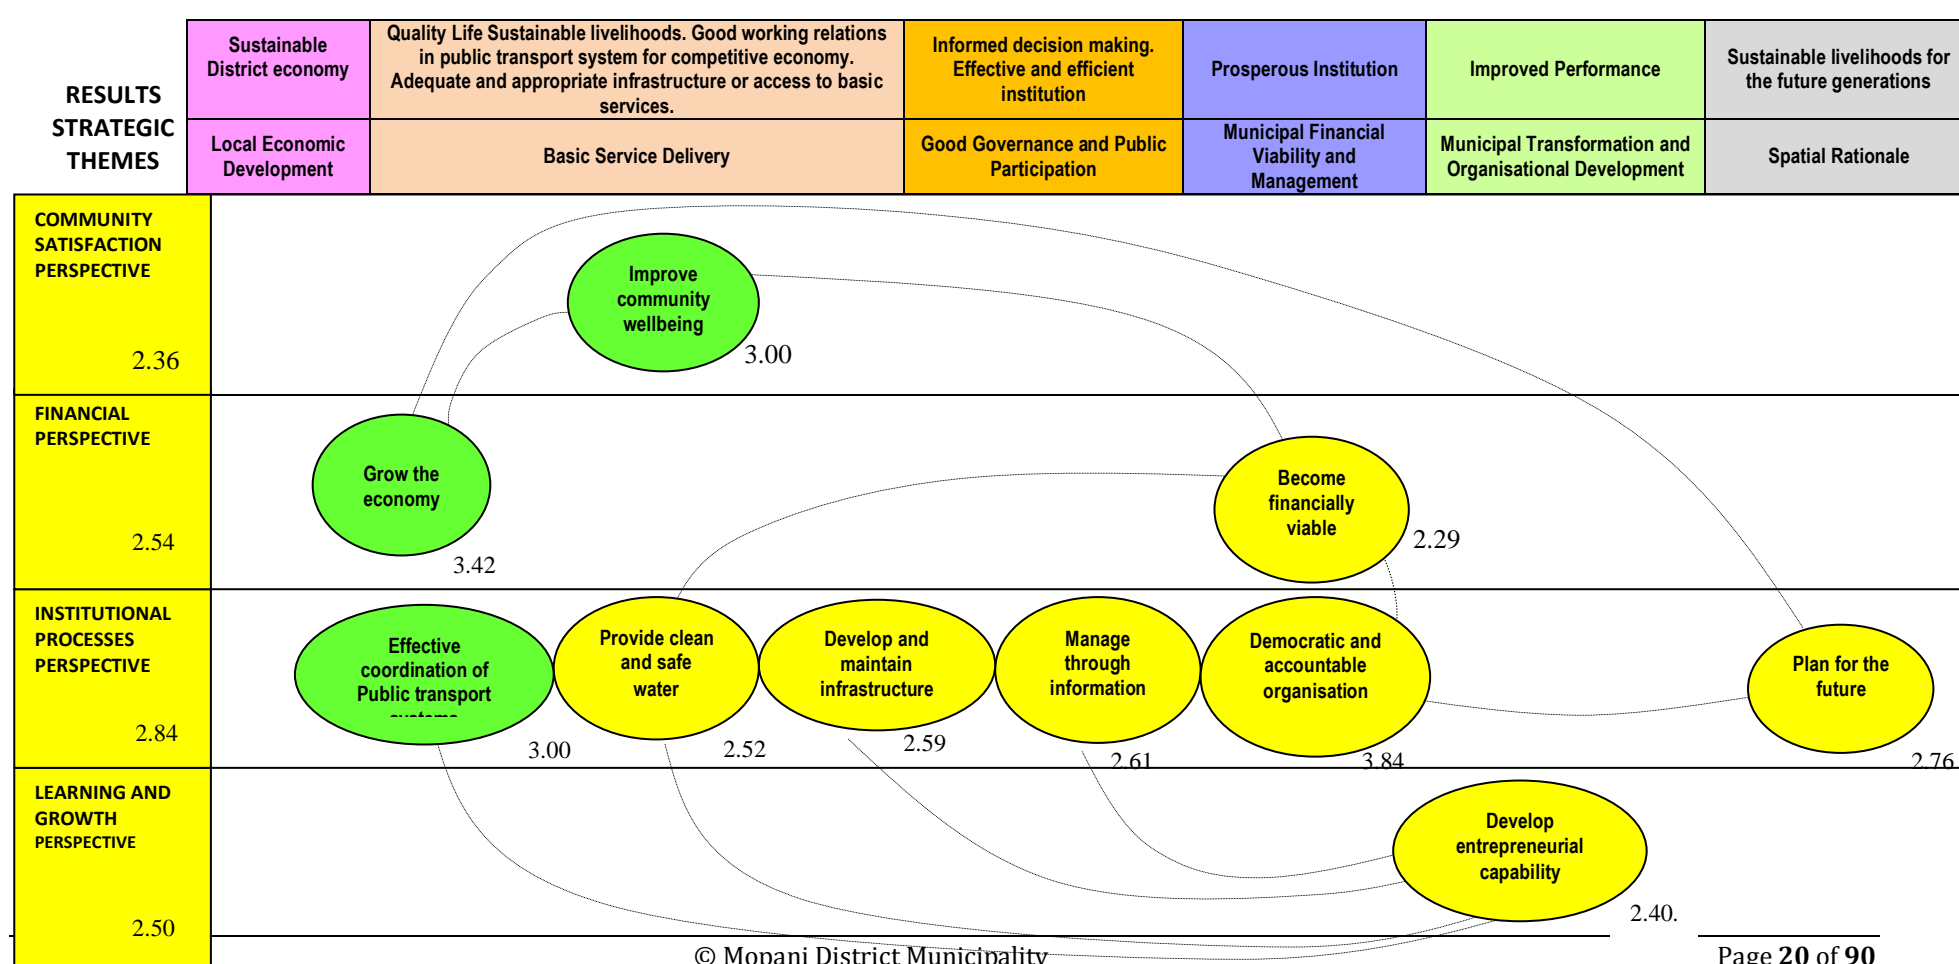 RESULTS
STRATEGIC
THEMES
Sustainable
District economy
Quality Life Sustainable livelihoods. Good working relations
in public transport system for competitive economy.
Adequate and appropriate infrastructure or access to basic
services.
Informed decision making.
Effective and efficient
institution
Prosperous Institution
Improved Performance
Sustainable livelihoods for
the future generations
Local Economic
Development
Basic Service Delivery
Good Governance and Public
Participation
Municipal Financial
Viability and
Management
Municipal Transformation and
Organisational Development
Spatial Rationale
COMMUNITY
SATISFACTION
PERSPECTIVE
2.36
Improve
community
wellbeing
3.00
FINANCIAL
PERSPECTIVE
2.54
Grow the
economy
3.42
Become
financially
viable
2.29
INSTITUTIONAL
PROCESSES
PERSPECTIVE
2.84
Effective
coordination of
Public transport
systems
3.00
Provide clean
and safe
water
2.52
Develop and
maintain
infrastructure
2.59
Manage
through
information
2.61
Democratic and
accountable
organisation
3.84
Plan for the
future
2.76
LEARNING AND
GROWTH
PERSPECTIVE
2.50
Develop
entrepreneurial
capability
2.40.
© Mopani District Municipality
Page 20 of 90